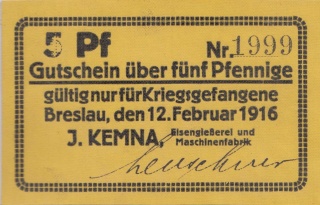 5 Pf Nr. 1999
Gutschein über fünf Pfennige
gültig nur für Kriegsgefangene
Breslau, den 12. Februar 1916
J. KEMNA, Eisengießerei und
Maschinenfabrik